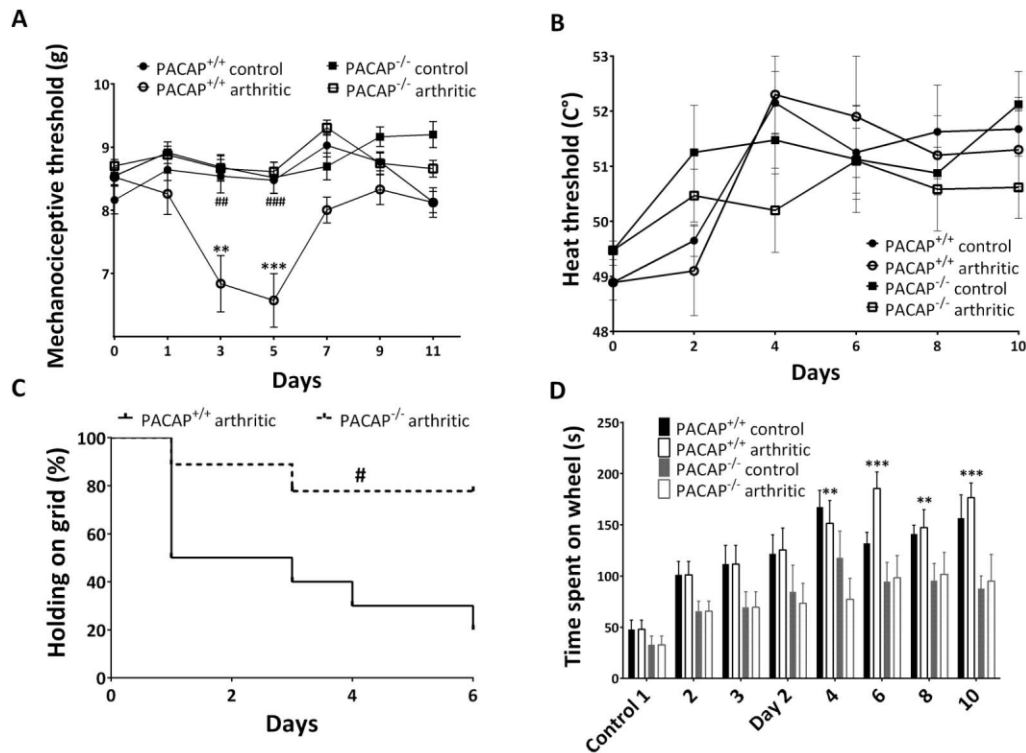 A
Mechanociceptive threshold (g)
PACAP+/+ control
PACAP-/- control
PACAP+/+ arthritic
PACAP-/- arthritic
10
9
8
7
##
###
**
***
0 1 3 5 7 9 11
Days
B
Heat threshold (C°)
53
52
51
50
49
48
PACAP+/+ control
PACAP+/+ arthritic
PACAP-/- control
PACAP-/- arthritic
0 2 4 6 8 10
Days
C
PACAP+/+ arthritic
PACAP-/- arthritic
Holding on grid (%)
100
80
60
40
20
0
#
0 2 4 6
Days
D
Time spent on wheel (s)
PACAP+/+ control
PACAP+/+ arthritic
PACAP-/- control
PACAP-/- arthritic
250
200
150
100
50
0
** *** ** ***
Control 1 2 3 Day 2 4 6 8 10